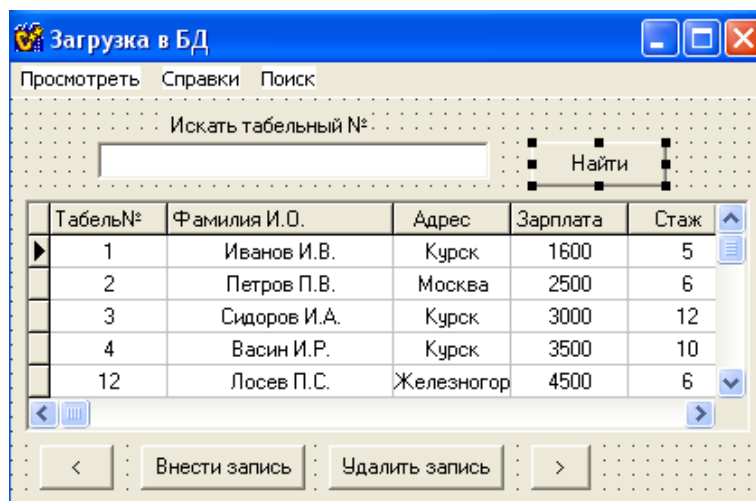 Загрузка в БД
Просмотреть Справки Поиск
Искать табельный №
Найти
Табель№ Фамилия И.О. Адрес Зарплата Стаж
1 Иванов И.В. Курск 1600 5
2 Петров П.В. Москва 2500 6
3 Сидоров И.А. Курск 3000 12
4 Васин И.Р. Курск 3500 10
12 Лосев П.С. Железногор 4500 6
< Внести запись Удалить запись >